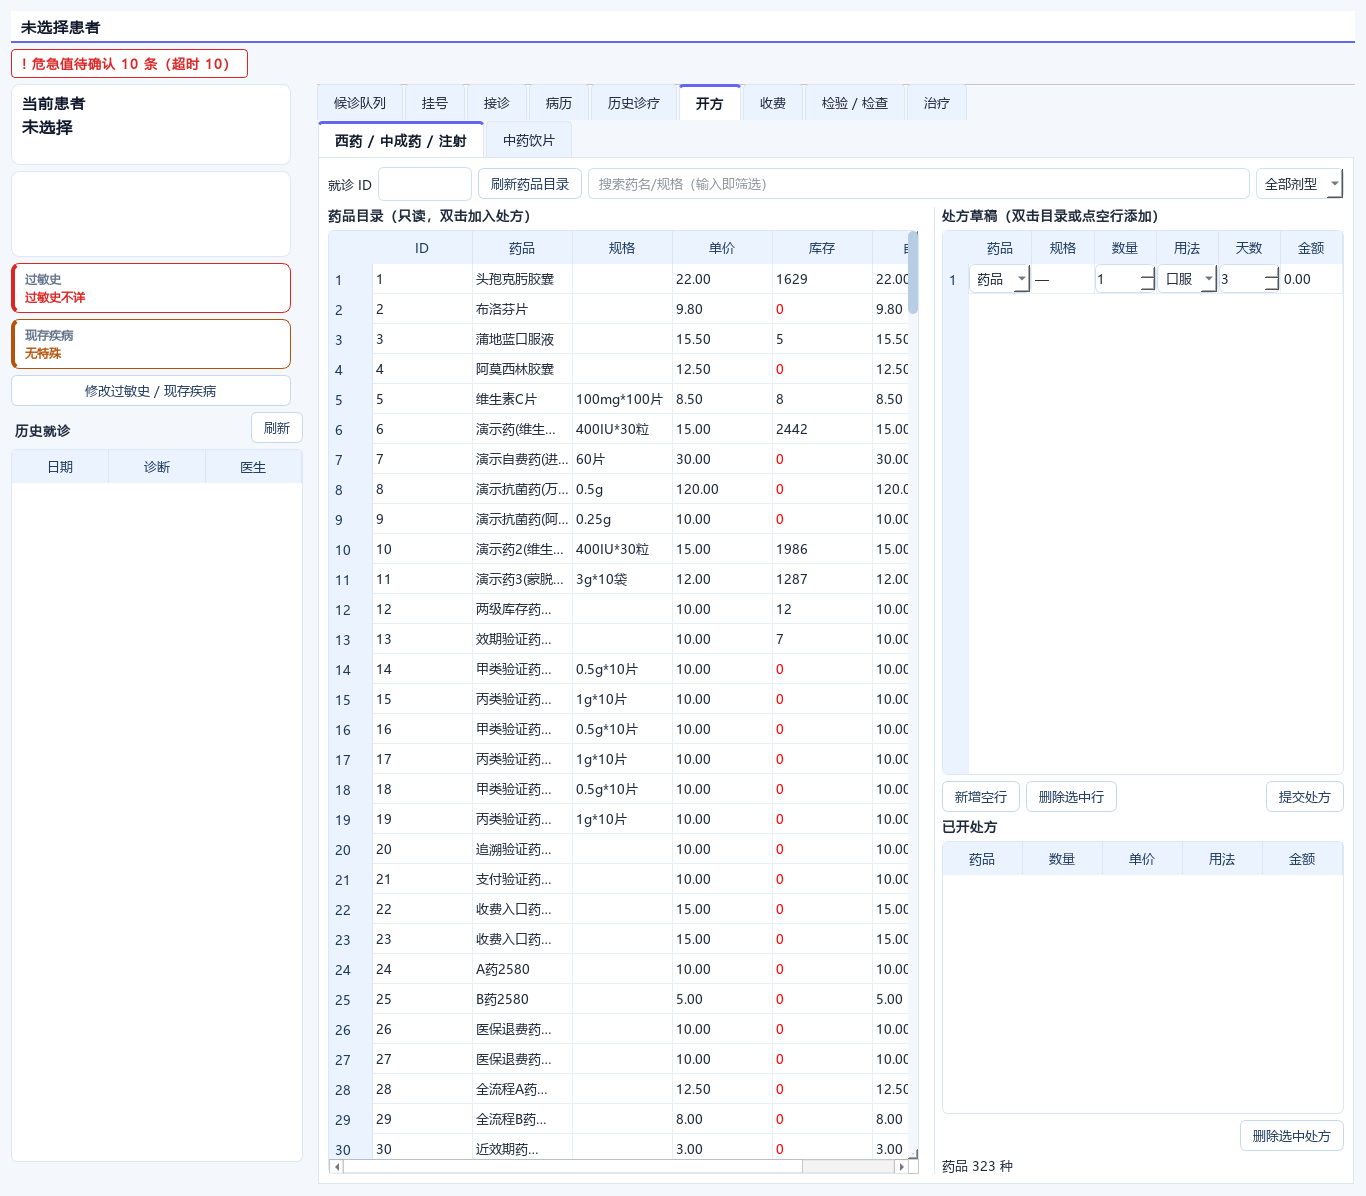 未选择患者
! 危急值待确认 10 条（超时 10）
当前患者
未选择
过敏史
过敏史不详
现存疾病
无特殊
修改过敏史 / 现存疾病
历史就诊
刷新
日期 诊断 医生
候诊队列 挂号 接诊 病历 历史诊疗 开方 收费 检验 / 检查 治疗
西药 / 中成药 / 注射 中药饮片
就诊 ID 刷新药品目录 搜索药名/规格（输入即筛选） 全部剂型
药品目录（只读，双击加入处方）
ID 药品 规格 单价 库存
1 1 头孢克肟胶囊 22.00 1629 22.00
2 2 布洛芬片 9.80 0 9.80
3 3 蒲地蓝口服液 15.50 5 15.50
4 4 阿莫西林胶囊 12.50 0 12.50
5 5 维生素C片 100mg*100片 8.50 8 8.50
6 6 演示药(维生... 400IU*30粒 15.00 2442 15.00
7 7 演示自费药(进... 60片 30.00 0 30.00
8 8 演示抗菌药(万... 0.5g 120.00 0 120.0
9 9 演示抗菌药(阿... 0.25g 10.00 0 10.00
10 10 演示药2(维生... 400IU*30粒 15.00 1986 15.00
11 11 演示药3(蒙脱... 3g*10袋 12.00 1287 12.00
12 12 两级库存药... 10.00 12 10.00
13 13 效期验证药... 10.00 7 10.00
14 14 甲类验证药... 0.5g*10片 10.00 0 10.00
15 15 丙类验证药... 1g*10片 10.00 0 10.00
16 16 甲类验证药... 0.5g*10片 10.00 0 10.00
17 17 丙类验证药... 1g*10片 10.00 0 10.00
18 18 甲类验证药... 0.5g*10片 10.00 0 10.00
19 19 丙类验证药... 1g*10片 10.00 0 10.00
20 20 追溯验证药... 10.00 0 10.00
21 21 支付验证药... 10.00 0 10.00
22 22 收费入口药... 15.00 0 15.00
23 23 收费入口药... 15.00 0 15.00
24 24 A药2580 10.00 0 10.00
25 25 B药2580 5.00 0 5.00
26 26 医保退费药... 10.00 0 10.00
27 27 医保退费药... 10.00 0 10.00
28 28 全流程A药... 12.50 0 12.50
29 29 全流程B药... 8.00 0 8.00
30 30 近效期药... 3.00 0 3.00
处方草稿（双击目录或点空行添加）
药品 规格 数量 用法 天数 金额
1 药品 — 1 口服 3 0.00
新增空行 删除选中行 提交处方
已开处方
药品 数量 单价 用法 金额
删除选中处方
药品 323 种